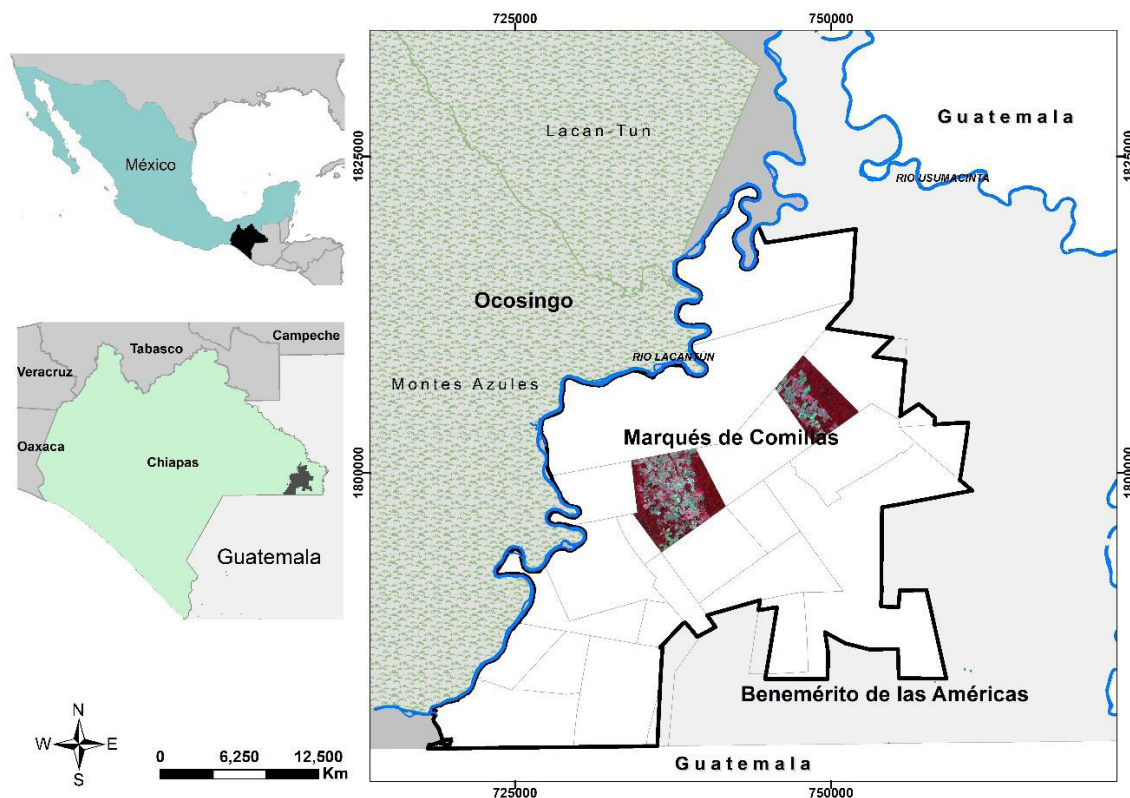 México
Veracruz
Tabasco
Campeche
Oaxaca
Chiapas
Guatemala
N
W E
S
0 6,250 12,500
Km
725000 750000
1825000
1825000
1800000
1800000
Lacan-Tun
Guatemala
RIO USUMACINTA
Ocosingo
RIO LACANTUN
Montes Azules
Marqués de Comillas
Benemérito de las Américas
Guatemala
725000 750000